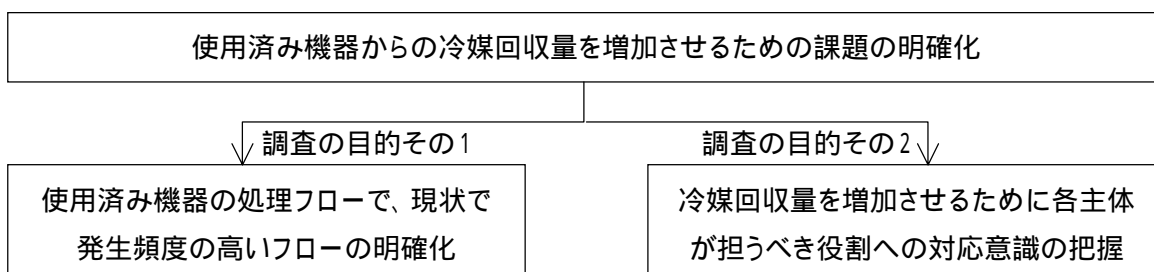 使用済み機器からの冷媒回収量を増加させるための課題の明確化
調査の目的その1
調査の目的その2
使用済み機器の処理フローで、現状で
発生頻度の高いフローの明確化
冷媒回収量を増加させるために各主体
が担うべき役割への対応意識の把握